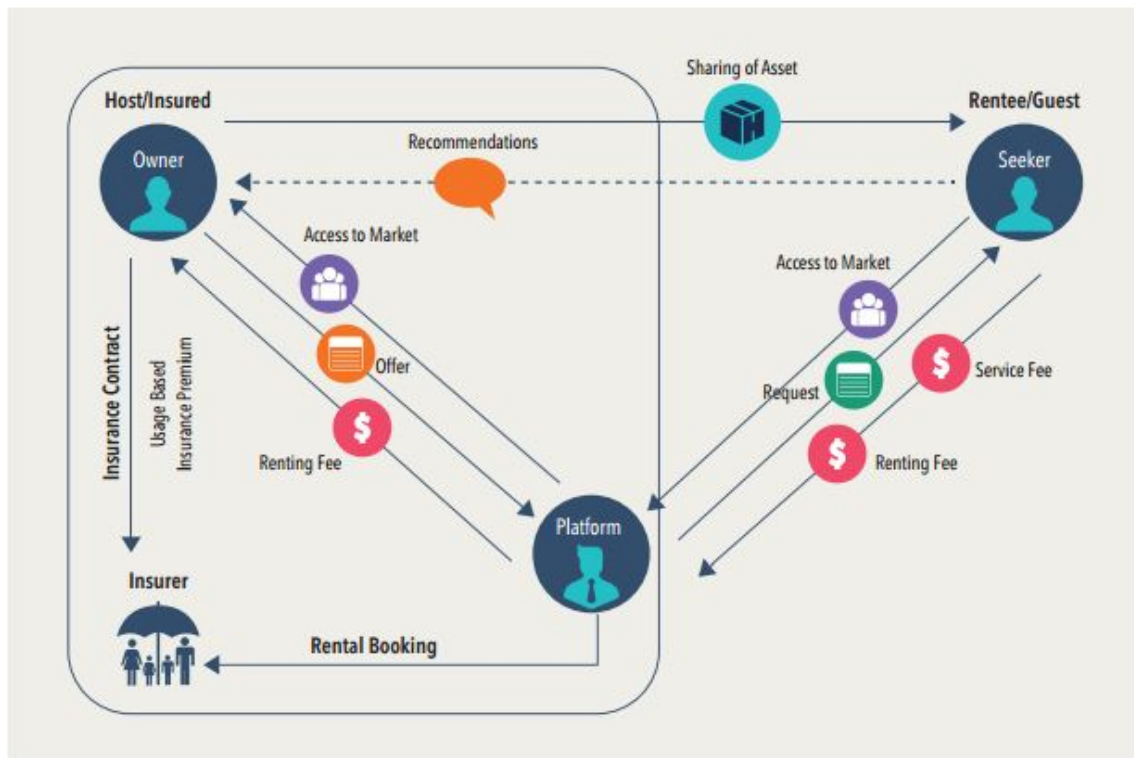 Sharing of Asset
Host/Insured
Rentee/Guest
Owner
Recommendations
Seeker
Access to Market
Access to Market
Insurance Contract
Usage Based
Insurance Premium
Offer
$
Service Fee
Request
$
Renting Fee
$
Renting Fee
Platform
Insurer
Rental Booking